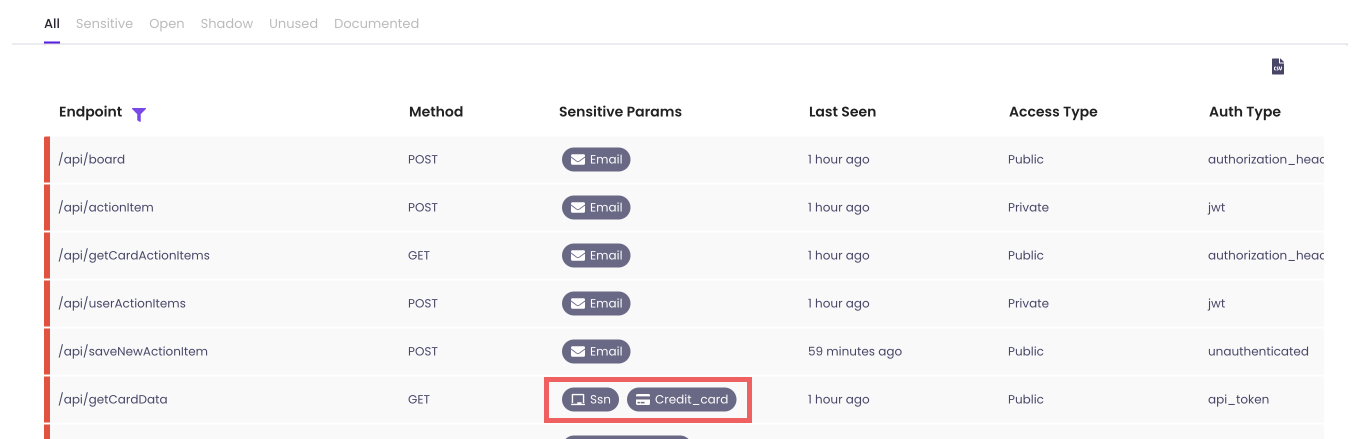 All Sensitive Open Shadow Unused Documented
CSV
Endpoint Method Sensitive Params Last Seen Access Type Auth Type
/api/board POST Email 1 hour ago Public authorization_head
/api/actionItem POST Email 1 hour ago Private jwt
/api/getCardActionItems GET Email 1 hour ago Public authorization_head
/api/userActionItems POST Email 1 hour ago Private jwt
/api/saveNewActionItem POST Email 59 minutes ago Public unauthenticated
/api/getCardData GET Ssn Credit_card 1 hour ago Public api_token